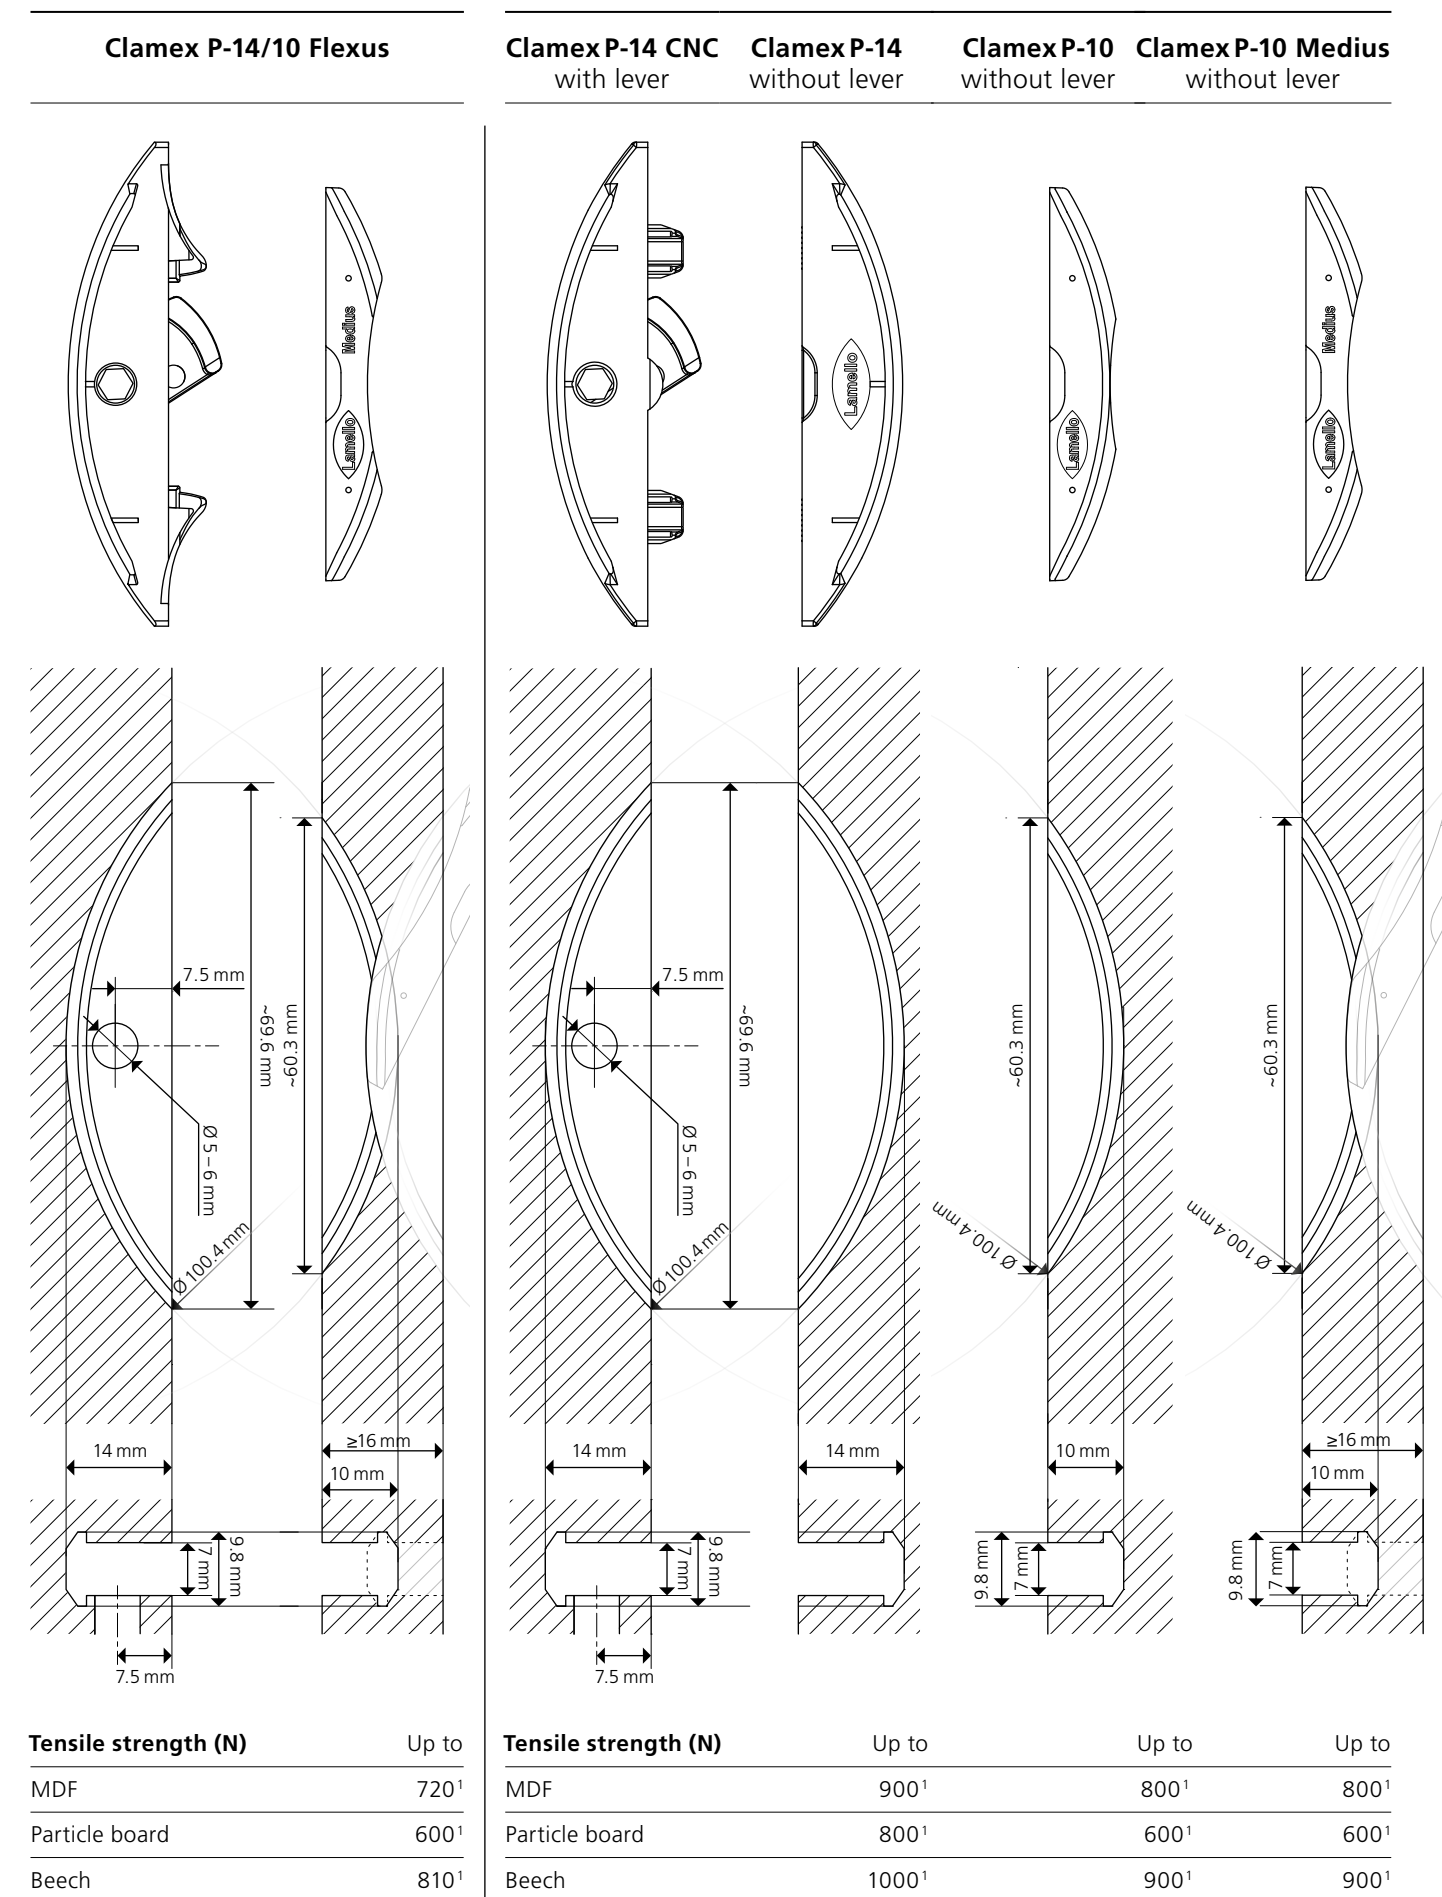 Clamex P-14/10 Flexus
Clamex P-14 CNC
with lever
Clamex P-14
without lever
Clamex P-10
without lever
Clamex P-10 Medius
without lever
Medius
Lamello
Lamello
Lamello
Medius
Lamello
7.5 mm
~69.6 mm
~60.3 mm
Ø 5 – 6 mm
Ø 100.4 mm
7.5 mm
~69.6 mm
Ø 5 – 6 mm
Ø 100.4 mm
~60.3 mm
Ø 100.4 mm
~60.3 mm
Ø 100.4 mm
14 mm
≥16 mm
10 mm
14 mm
14 mm
10 mm
≥16 mm
10 mm
7 mm
9.8 mm
7 mm
9.8 mm
9.8 mm
7 mm
9.8 mm
7 mm
7.5 mm
7.5 mm
Tensile strength (N) Up to
MDF 720¹
Particle board 600¹
Beech 810¹
Tensile strength (N) Up to Up to Up to
MDF 900¹ 800¹ 800¹
Particle board 800¹ 600¹ 600¹
Beech 1000¹ 900¹ 900¹